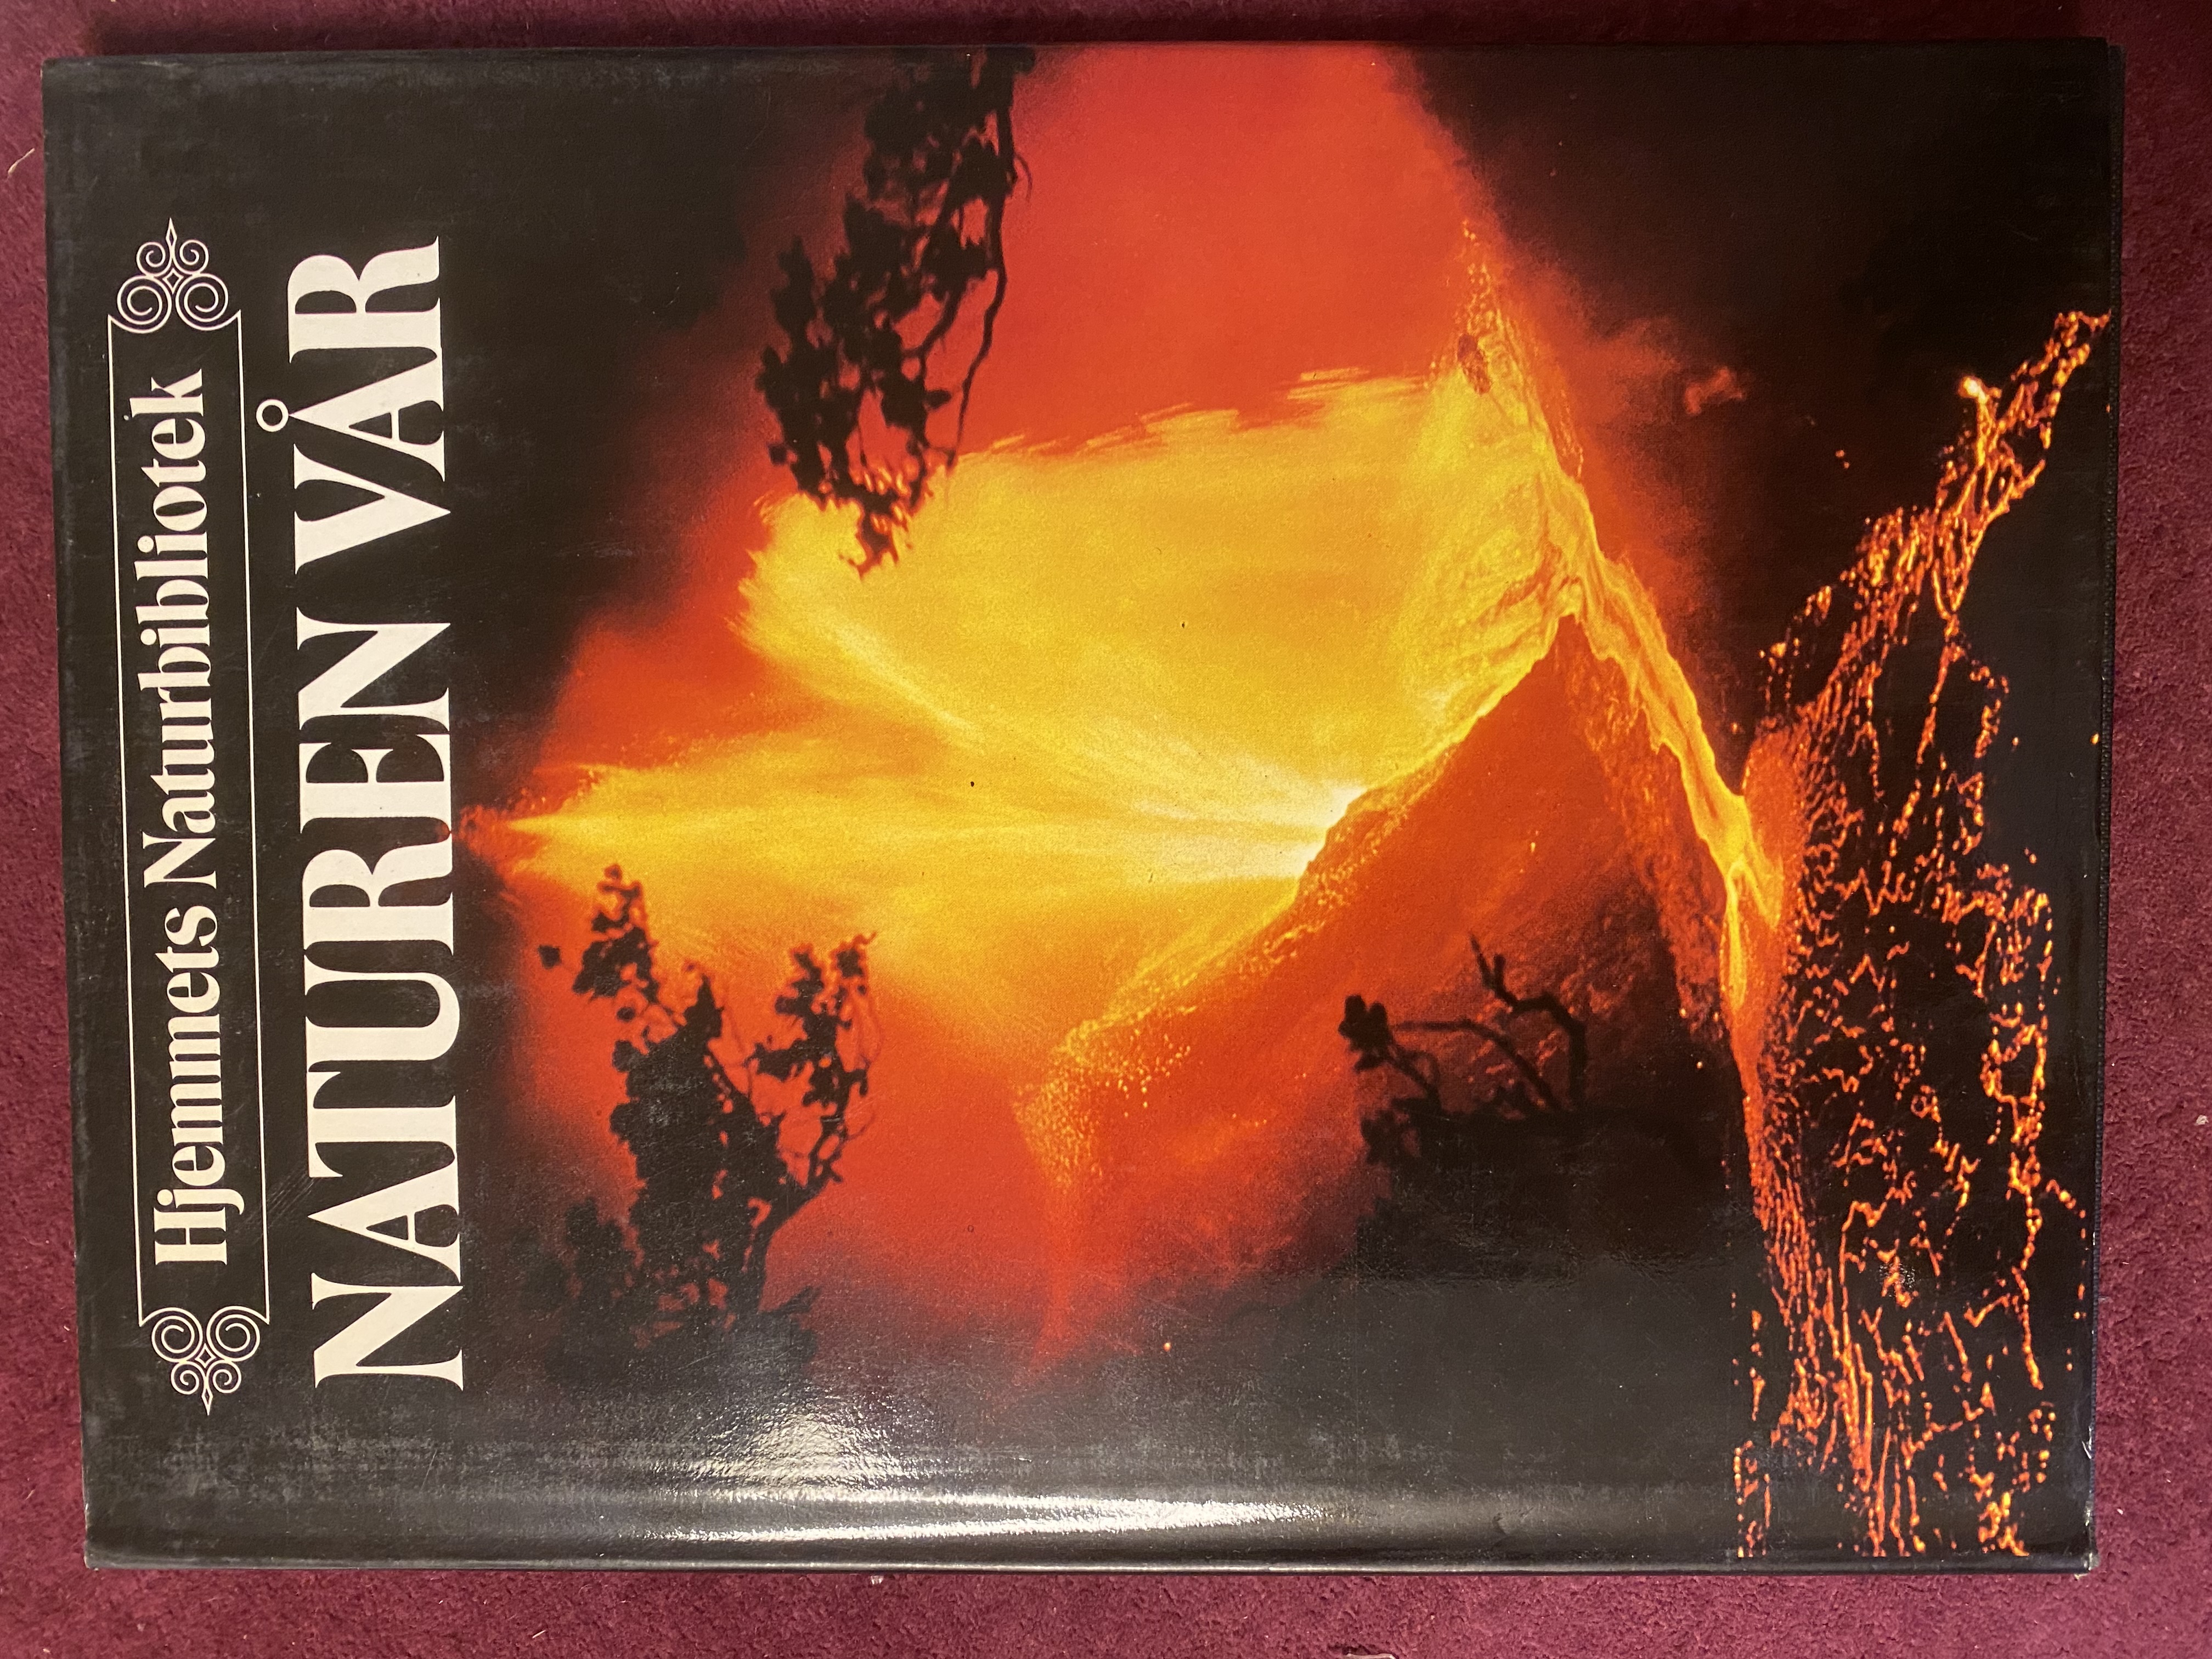 Hjemmets Naturbibliotek
NATUREN VÅR